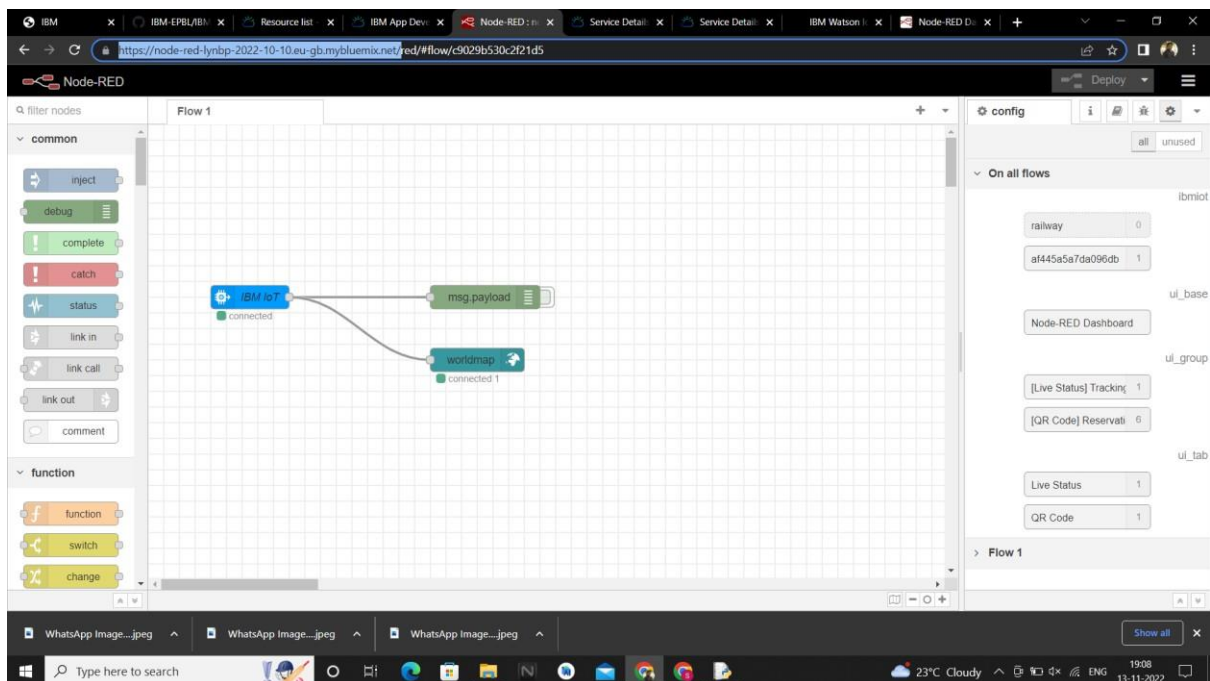 IBM
IBM-EPBL/IBM
Resource list
IBM App Deve
Node-RED : n
Service Details
Service Details
IBM Watson I
Node-RED Da
https://node-red-lynbp-2022-10-10.eu-gb.mybluemix.net/red/#flow/c9029b530c2f21d5
Node-RED
Deploy
filter nodes
Flow 1
config
all unused
common
inject
debug
complete
catch
status
link in
link call
link out
comment
function
function
switch
change
IBM IoT
connected
msg.payload
worldmap
connected 1
On all flows
ibmiot
railway 0
af445a5a7da096db 1
ui_base
Node-RED Dashboard
ui_group
[Live Status] Tracking 1
[QR Code] Reservati 6
ui_tab
Live Status 1
QR Code 1
Flow 1
WhatsApp Image....jpeg
WhatsApp Image....jpeg
WhatsApp Image....jpeg
Show all
Type here to search
23°C Cloudy
ENG
19:08
13-11-2022